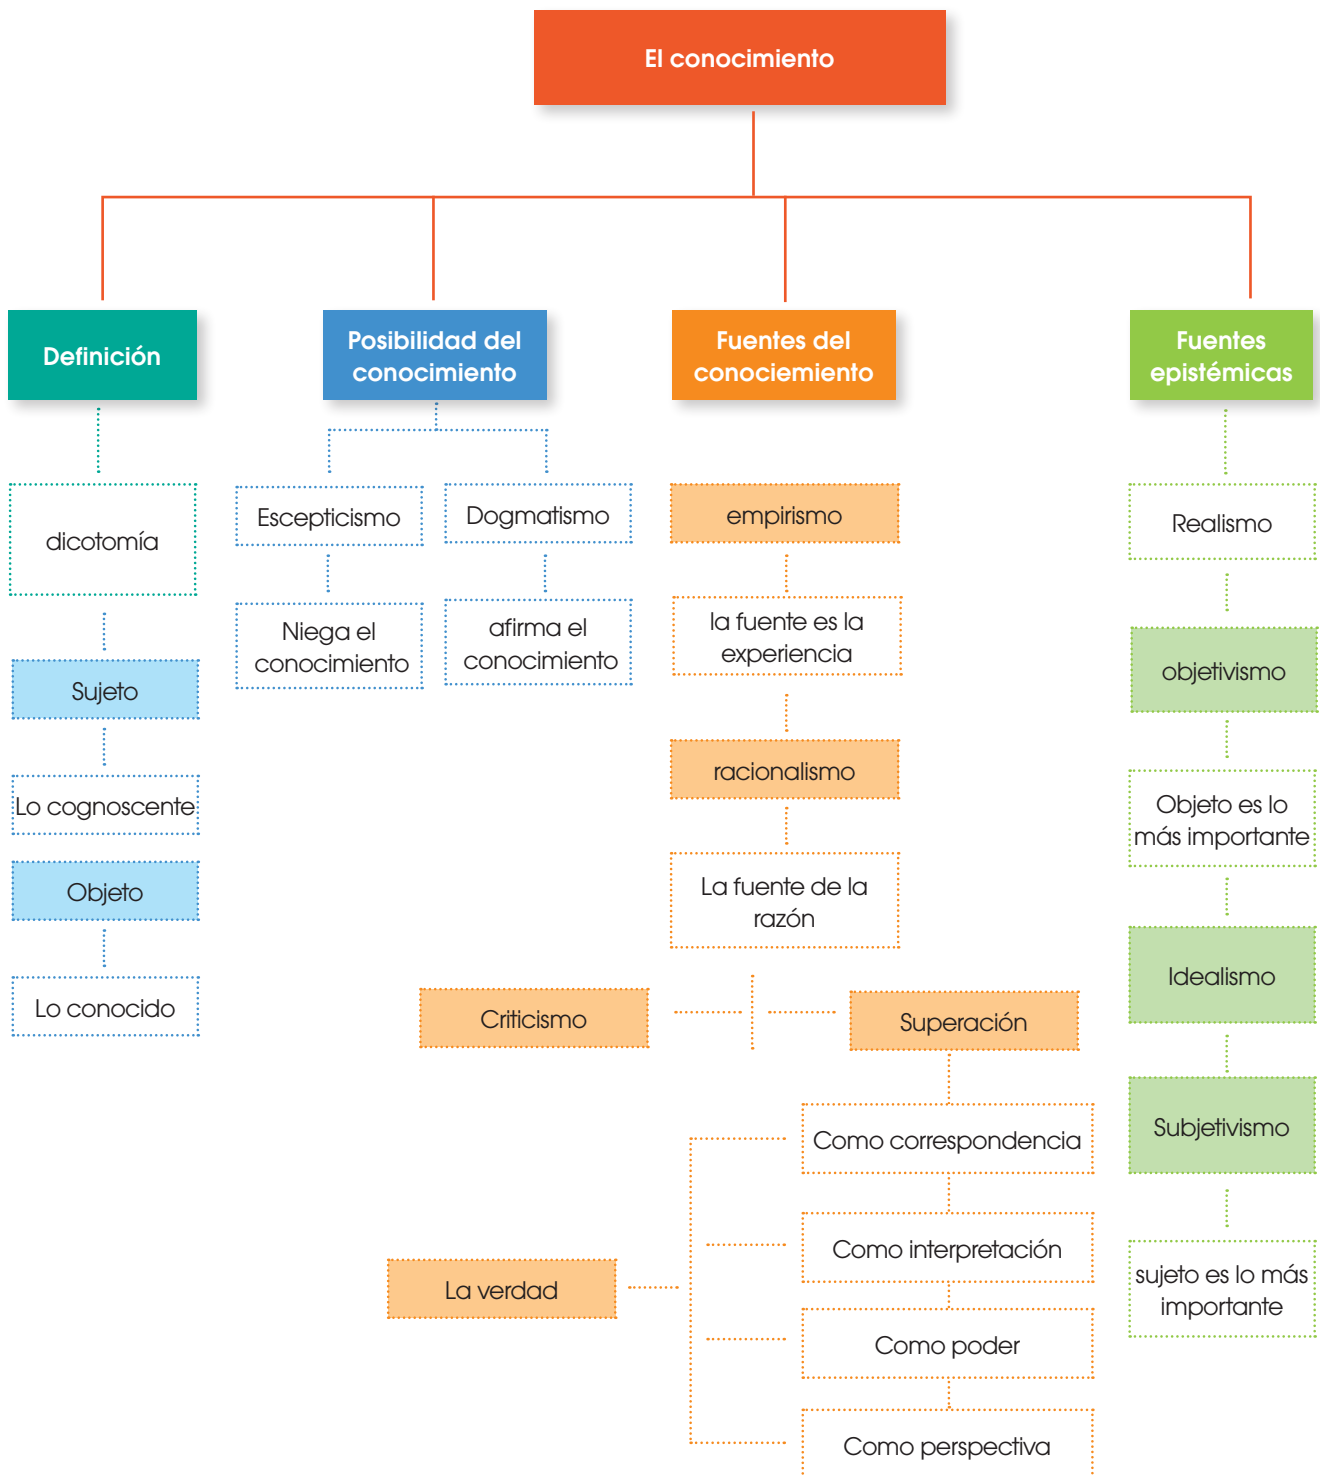 El conocimiento
Definición
dicotomía
Sujeto
Lo cognoscente
Objeto
Lo conocido
Posibilidad del
conocimiento
Escepticismo
Niega el
conocimiento
Dogmatismo
afirma el
conocimiento
Fuentes del
conociemiento
empirismo
la fuente es la
experiencia
racionalismo
La fuente de la
razón
Criticismo
Superación
La verdad
Como correspondencia
Como interpretación
Como poder
Como perspectiva
Fuentes
epistémicas
Realismo
objetivismo
Objeto es lo
más importante
Idealismo
Subjetivismo
sujeto es lo más
importante